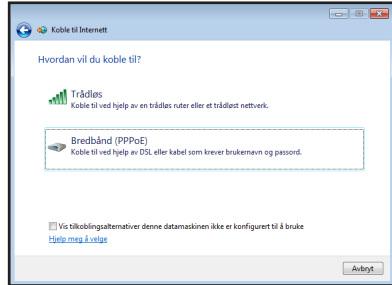 Koble til Internett
Hvordan vil du koble til?
Trådløs
Koble til ved hjelp av en trådløs ruter eller et trådløst nettverk.
Bredbånd (PPPoE)
Koble til ved hjelp av DSL eller kabel som krever brukernavn og passord.
Vis tilkoblingsalternativer denne datamaskinen ikke er konfigurert til å bruke
Hjelp meg å velge
Avbryt